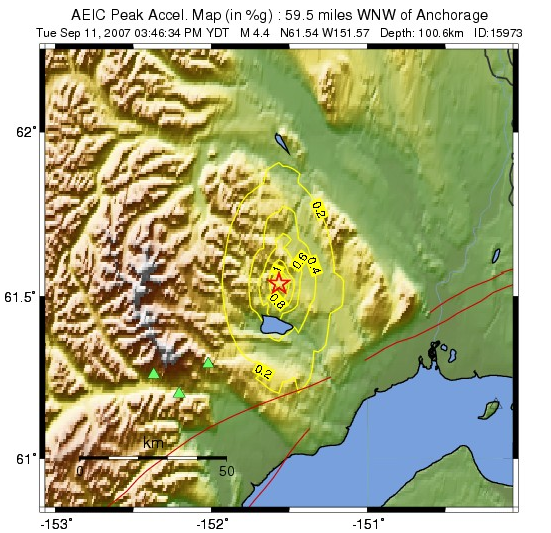 AEIC Peak Accel. Map (in %g) : 59.5 miles WNW of Anchorage
Tue Sep 11, 2007 03:46:34 PM YDT M 4.4 N61.54 W151.57 Depth: 100.6km ID:15973
62°
0.2
0.6
0.4
1
61.5°
0.8
0.2
km
0 50
61°
-153° -152° -151°